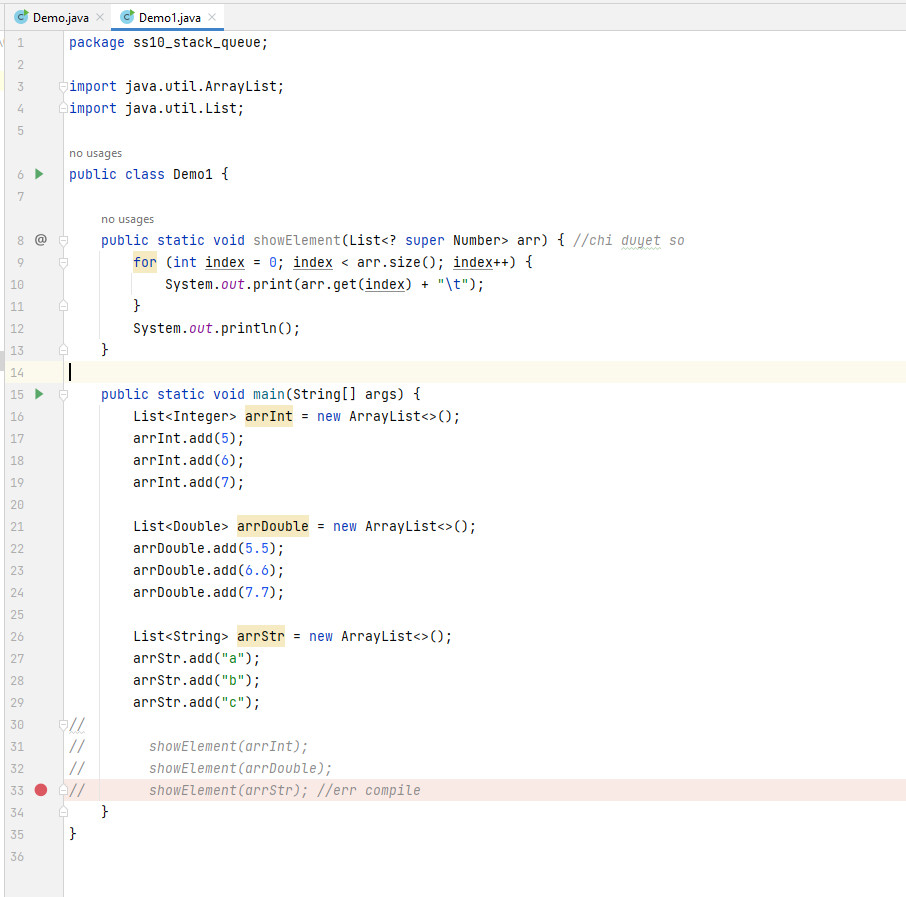 Demo.java × Demo1.java ×
1 package ss10_stack_queue;
2
3 import java.util.ArrayList;
4 import java.util.List;
5
no usages
6 public class Demo1 {
7
no usages
8 @ public static void showElement(List<? super Number> arr) { //chi duyet so
9 for (int index = 0; index < arr.size(); index++) {
10 System.out.print(arr.get(index) + "\t");
11 }
12 System.out.println();
13 }
14
15 public static void main(String[] args) {
16 List<Integer> arrInt = new ArrayList<>();
17 arrInt.add(5);
18 arrInt.add(6);
19 arrInt.add(7);
20
21 List<Double> arrDouble = new ArrayList<>();
22 arrDouble.add(5.5);
23 arrDouble.add(6.6);
24 arrDouble.add(7.7);
25
26 List<String> arrStr = new ArrayList<>();
27 arrStr.add("a");
28 arrStr.add("b");
29 arrStr.add("c");
30 //
31 // showElement(arrInt);
32 // showElement(arrDouble);
33 // showElement(arrStr); //err compile
34 }
35 }
36